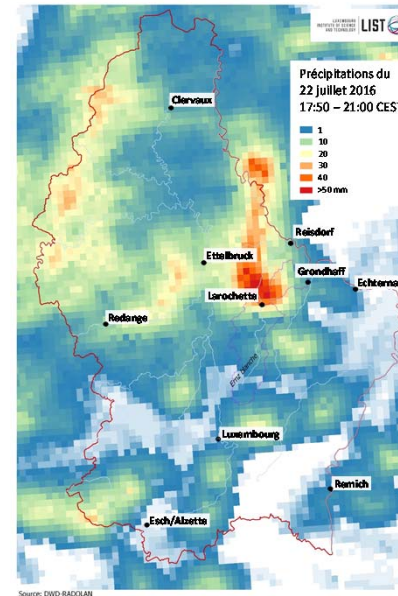 LUXEMBOURG
INSTITUTE OF SCIENCE
AND TECHNOLOGY
LIST
Précipitations du
22 juillet 2016
17:50 – 21:00 CEST
1
10
20
30
40
>50 mm
Clervaux
Reisdorf
Ettelbruck
Grondhaff
Echterna
Larochette
Redange
Ernz blanche
Luxembourg
Remich
Esch/Alzette
Source: DWD-RADOLAN